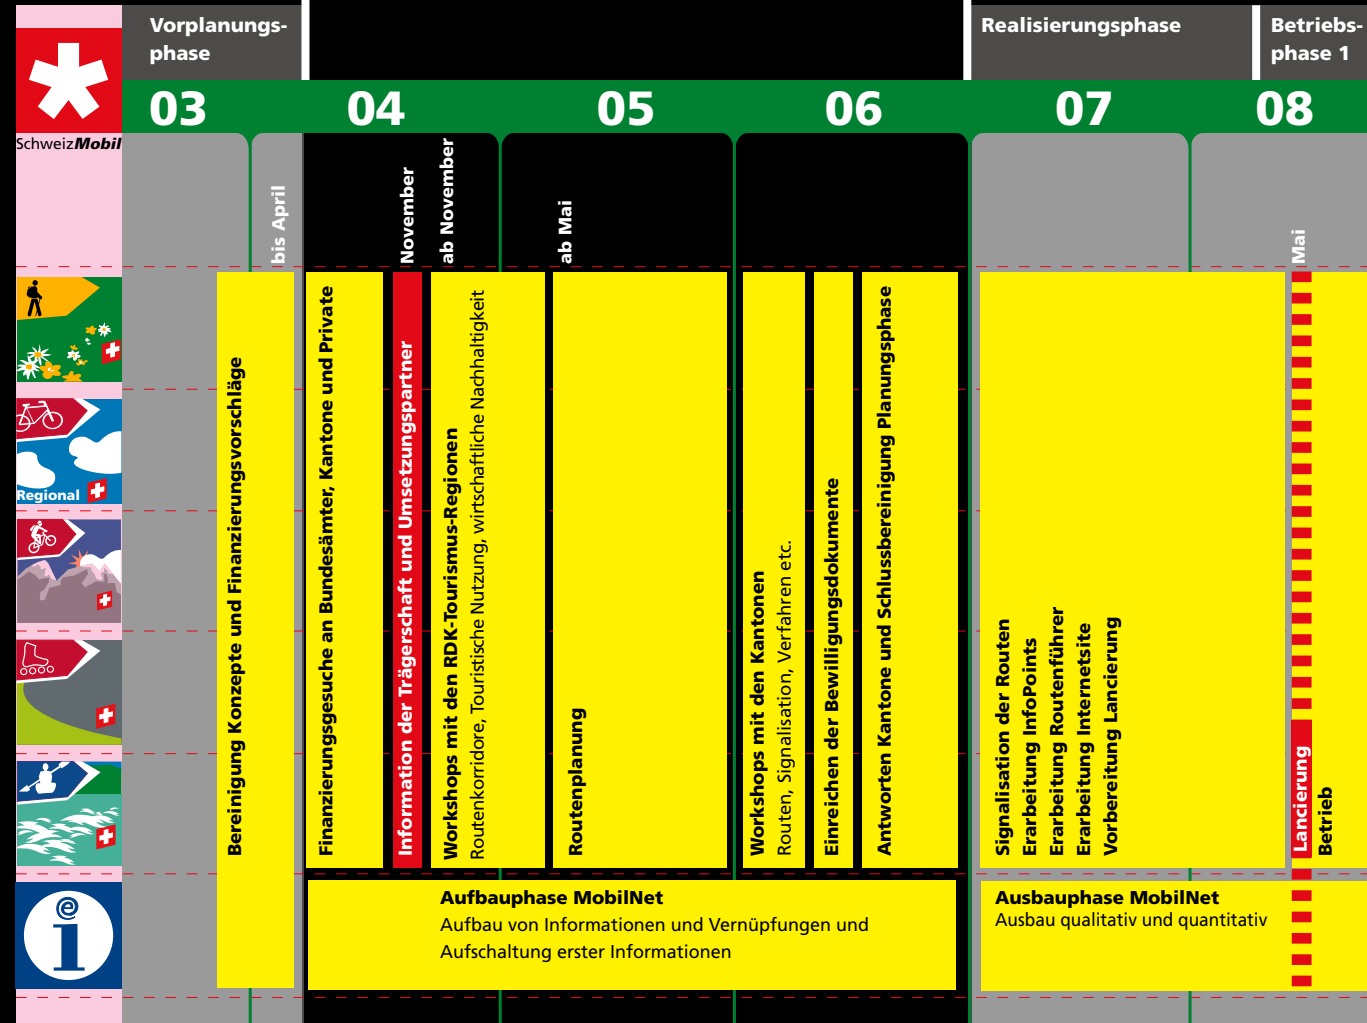 Vorplanungs-
phase
Realisierungsphase
Betriebs-
phase 1
03
04
05
06
07
08
SchweizMobil
bis April
November
ab November
ab Mai
Mai
Regional
Bereinigung Konzepte und Finanzierungsvorschläge
Finanzierungsgesuche an Bundesämter, Kantone und Private
Information der Trägerschaft und Umsetzungspartner
Workshops mit den RDK-Tourismus-Regionen
Routenkorridore, Touristische Nutzung, wirtschaftliche Nachhaltigkeit
Routenplanung
Workshops mit den Kantonen
Routen, Signalisation, Verfahren etc.
Einreichen der Bewilligungsdokumente
Antworten Kantone und Schlussbereinigung Planungsphase
Signalisation der Routen
Erarbeitung InfoPoints
Erarbeitung Routenführer
Erarbeitung Internetsite
Vorbereitung Lancierung
Lancierung
Betrieb
@
i
Aufbauphase MobilNet
Aufbau von Informationen und Vernüpfungen und
Aufschaltung erster Informationen
Ausbauphase MobilNet
Ausbau qualitativ und quantitativ